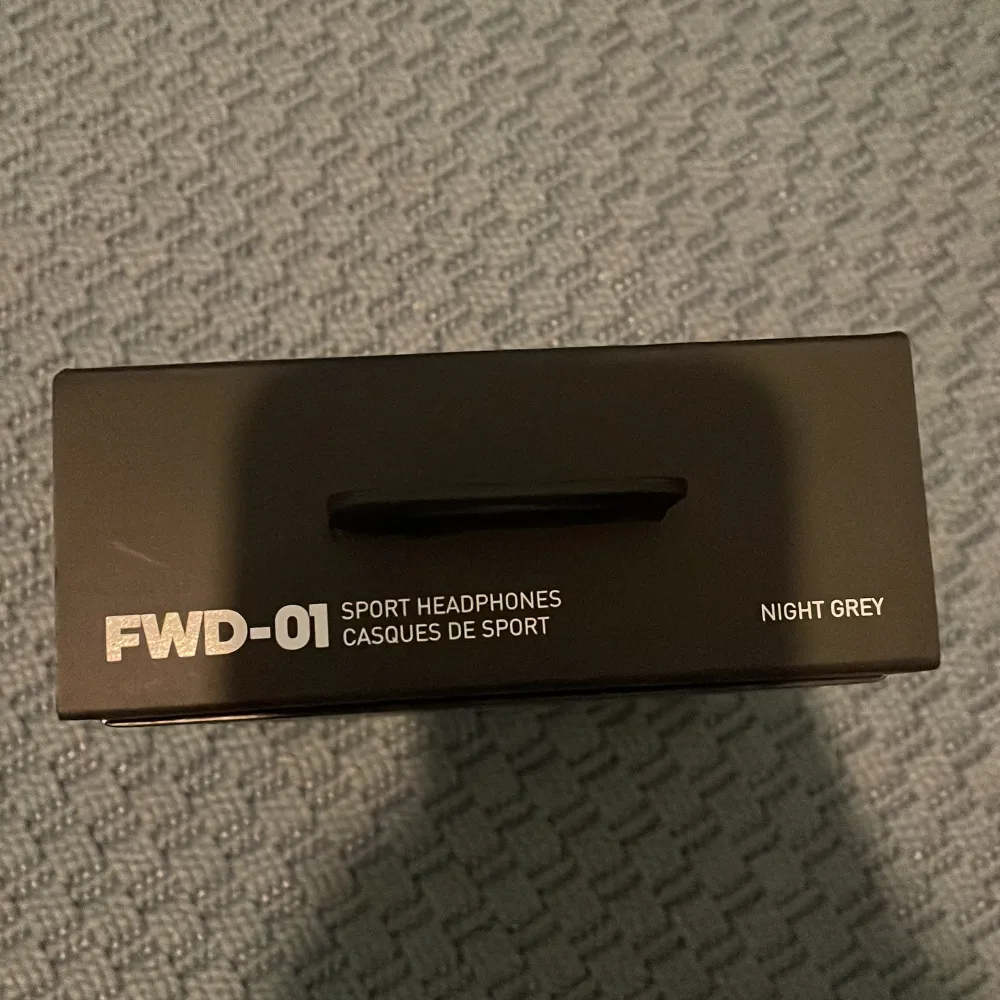 FWD-01
SPORT HEADPHONES
CASQUES DE SPORT
NIGHT GREY